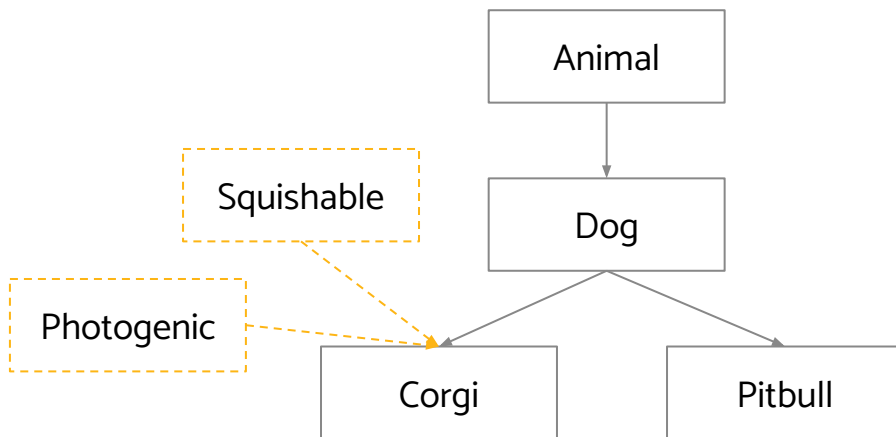 Animal
Squishable
Dog
Photogenic
Corgi
Pitbull